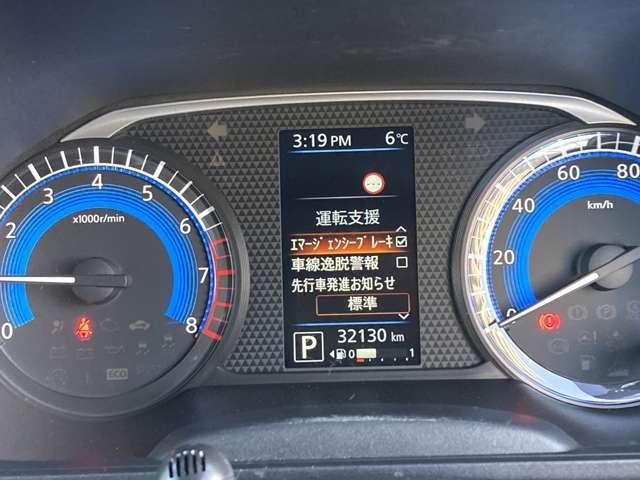 3:19 PM 6℃
運転支援
ｴﾏｰｼﾞｪﾝｼｰﾌﾞﾚｰｷ
車線逸脱警報
先行車発進お知らせ
標準
32130 km
P
0 1
x1000r/min
0 2 3 4 5 6 7 8
ECO
km/h
0 20 40 60 80